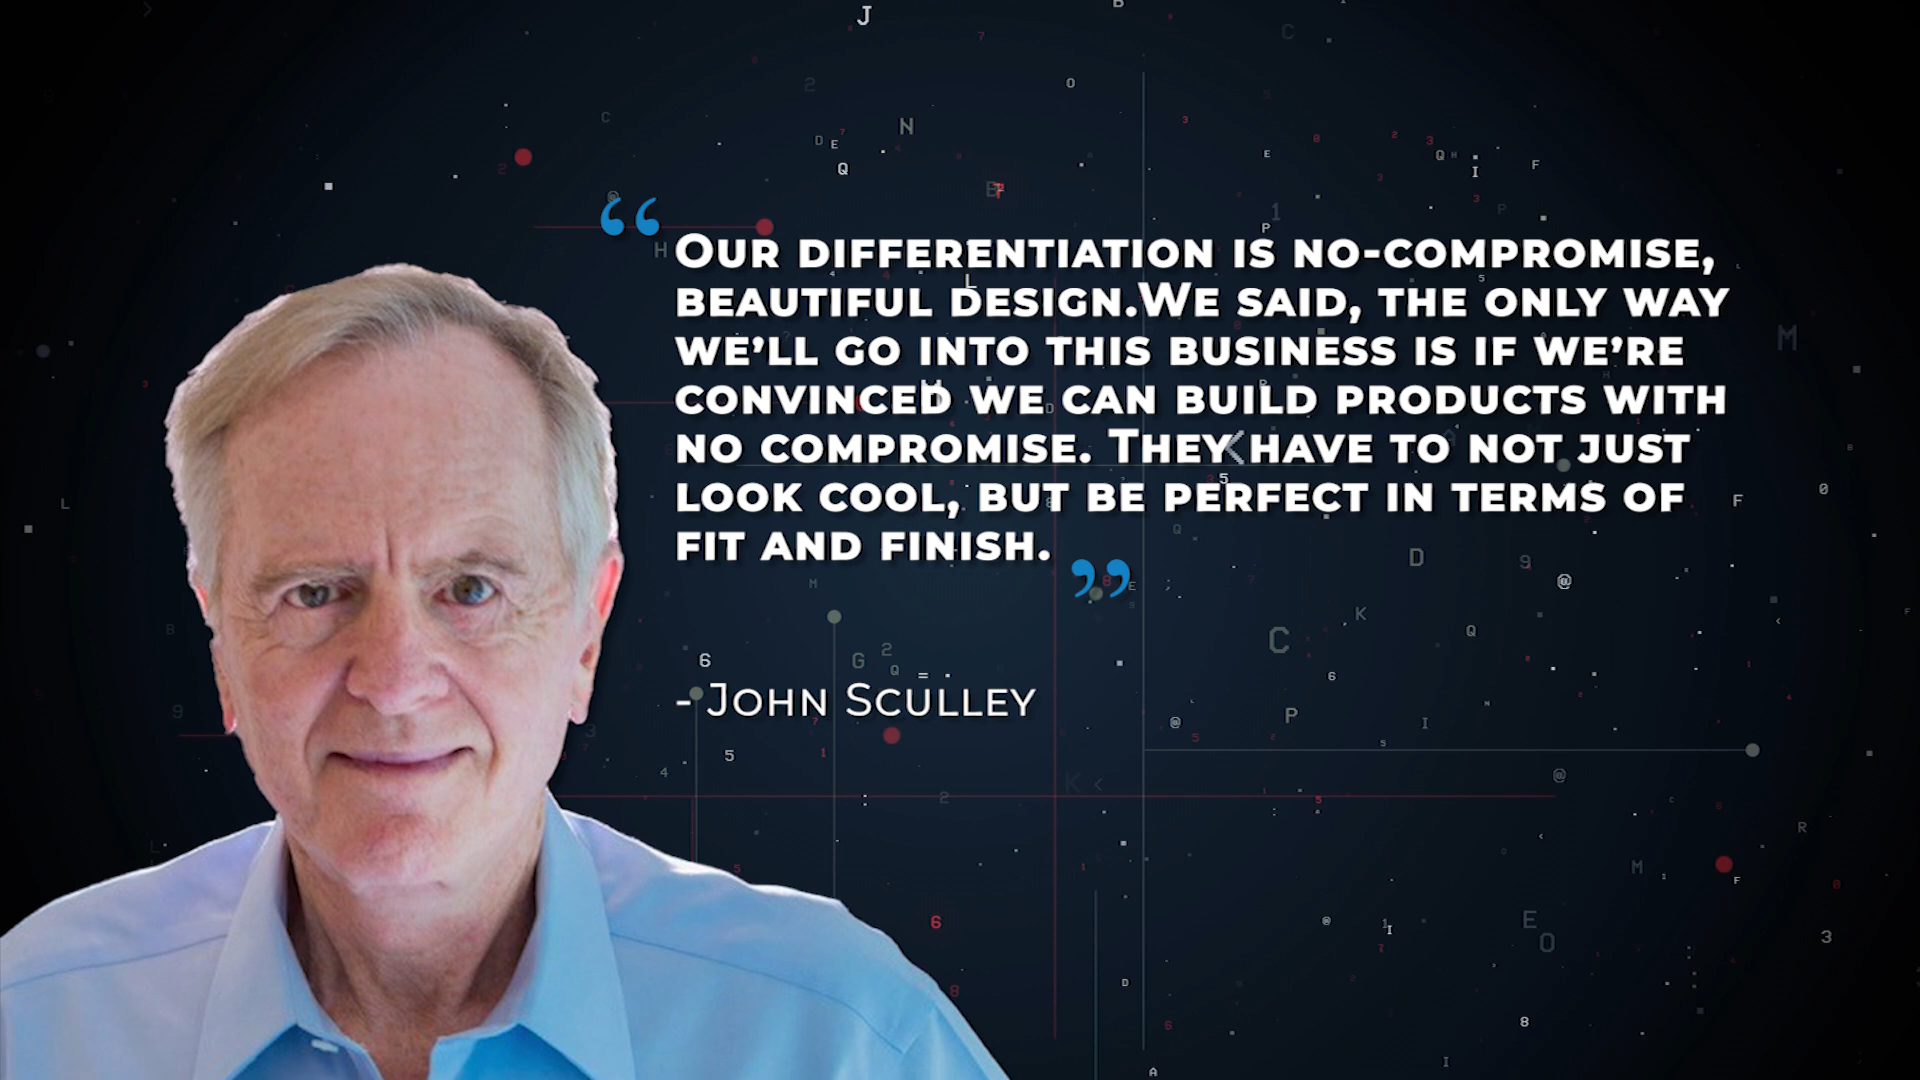 “Our differentiation is no-compromise,
beautiful design.We said, the only way
we’ll go into this business is if we’re
convinced we can build products with
no compromise. They have to not just
look cool, but be perfect in terms of
fit and finish.”
- John Sculley